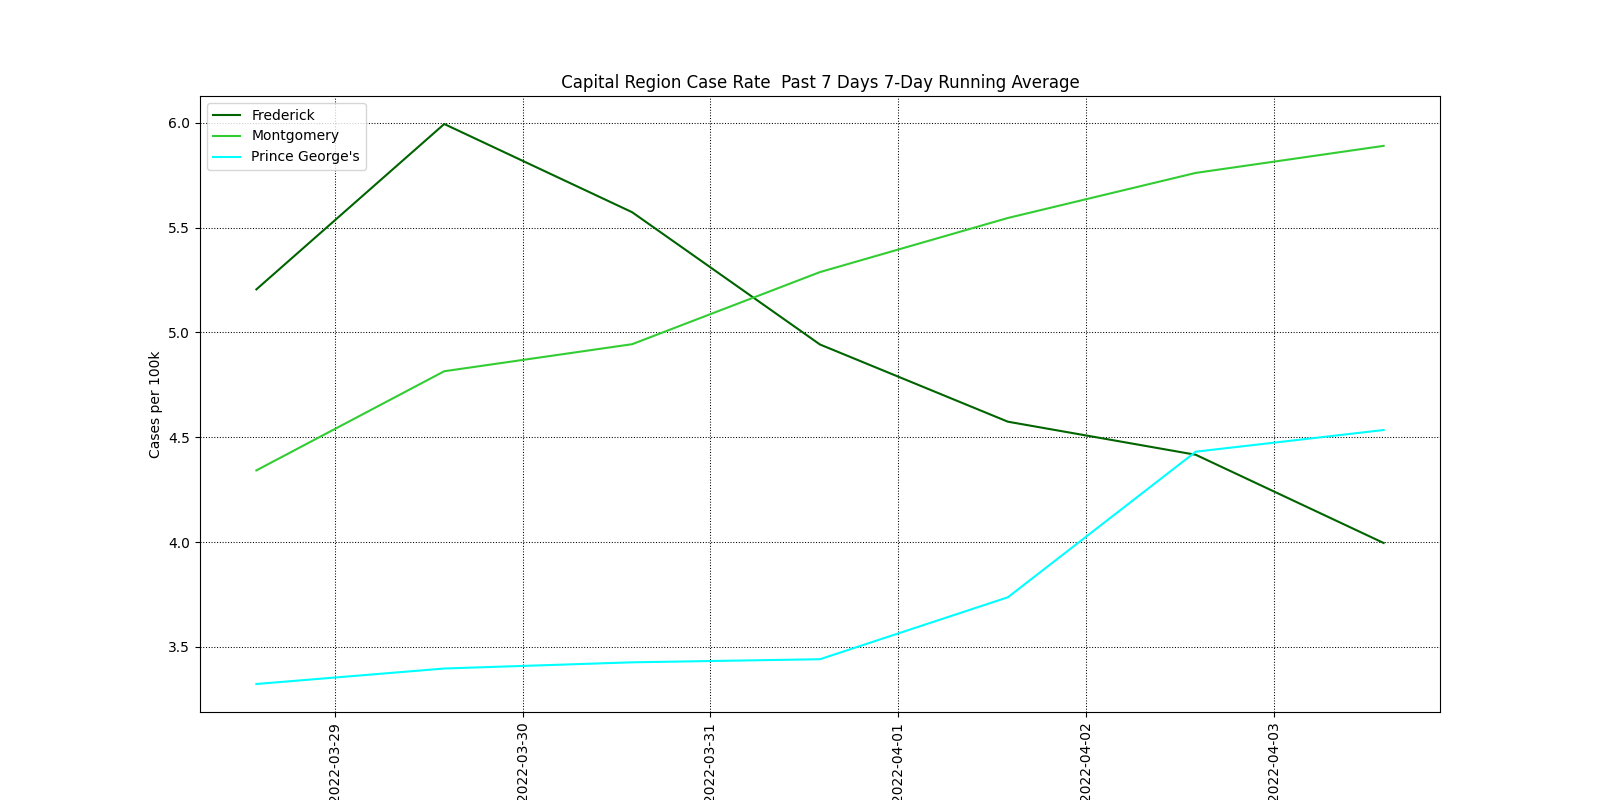 Capital Region Case Rate  Past 7 Days 7-Day Running Average
Frederick
Montgomery
Prince George's
Cases per 100k
6.0
5.5
5.0
4.5
4.0
3.5
2022-03-29
2022-03-30
2022-03-31
2022-04-01
2022-04-02
2022-04-03